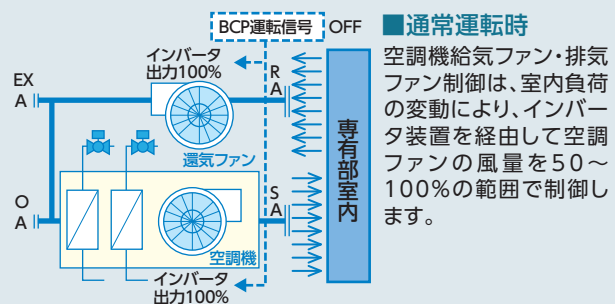 BCP運転信号 OFF
インバータ
出力100%
EX
A
R
A
還気ファン
専有部室内
O
A
S
A
空調機
インバータ
出力100%
■通常運転時
空調機給気ファン・排気
ファン制御は、室内負荷
の変動により、インバー
タ装置を経由して空調
ファンの風量を50～
100%の範囲で制御し
ます。